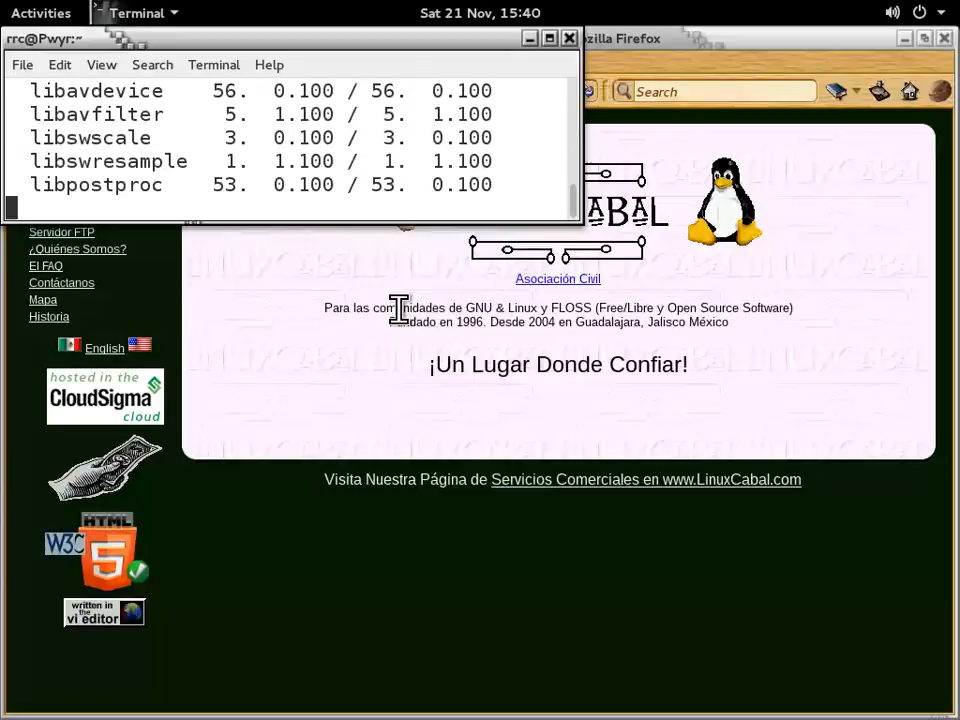 Activities
Terminal
Sat 21 Nov, 15:40
rrc@Pwyr:~
zilla Firefox
File Edit View Search Terminal Help
libavdevice 56. 0.100 / 56. 0.100
libavfilter 5. 1.100 / 5. 1.100
libswscale 3. 0.100 / 3. 0.100
libswresample 1. 1.100 / 1. 1.100
libpostproc 53. 0.100 / 53. 0.100
Search
ABAL
Servidor FTP
¿Quiénes Somos?
El FAQ
Contáctanos
Mapa
Historia
English
hosted in the
CloudSigma
cloud
HTML
W3C
5
written in
the
vi editor
Asociación Civil
Para las comunidades de GNU & Linux y FLOSS (Free/Libre y Open Source Software)
Fundado en 1996. Desde 2004 en Guadalajara, Jalisco México
¡Un Lugar Donde Confiar!
Visita Nuestra Página de Servicios Comerciales en www.LinuxCabal.com